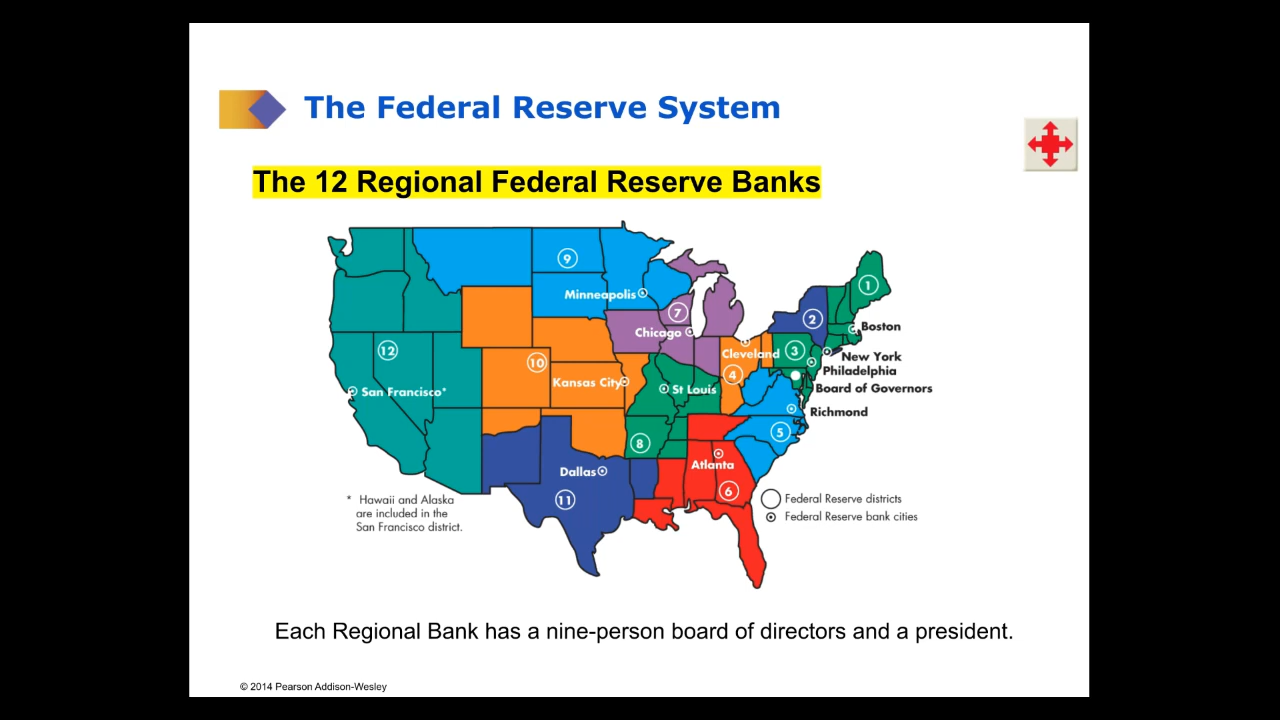 The Federal Reserve System
The 12 Regional Federal Reserve Banks
9
1
Minneapolis
7
2
Boston
Chicago
12
10
Cleveland
3
New York
Philadelphia
4
San Francisco*
Kansas City
St Louis
Board of Governors
Richmond
8
5
Atlanta
Dallas
11
6
* Hawaii and Alaska
are included in the
San Francisco district.
Federal Reserve districts
Federal Reserve bank cities
Each Regional Bank has a nine-person board of directors and a president.
© 2014 Pearson Addison-Wesley